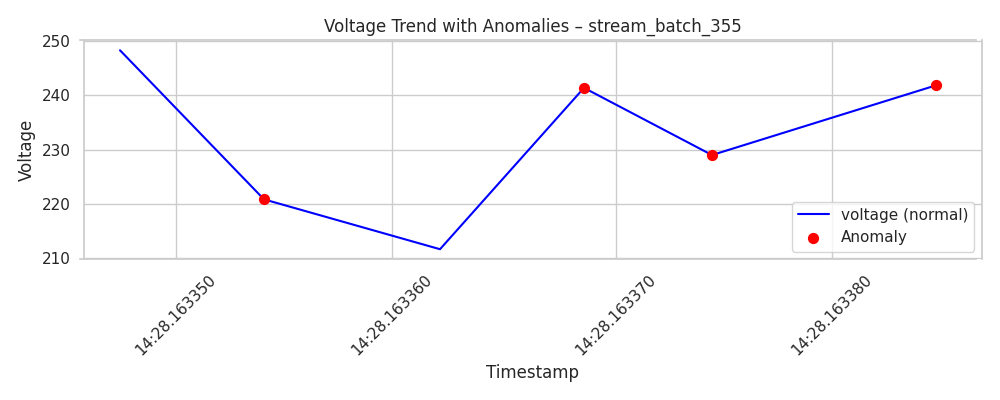 Voltage Trend with Anomalies – stream_batch_355
Voltage
250
240
230
220
210
voltage (normal)
Anomaly
14:28.163350
14:28.163360
14:28.163370
14:28.163380
Timestamp